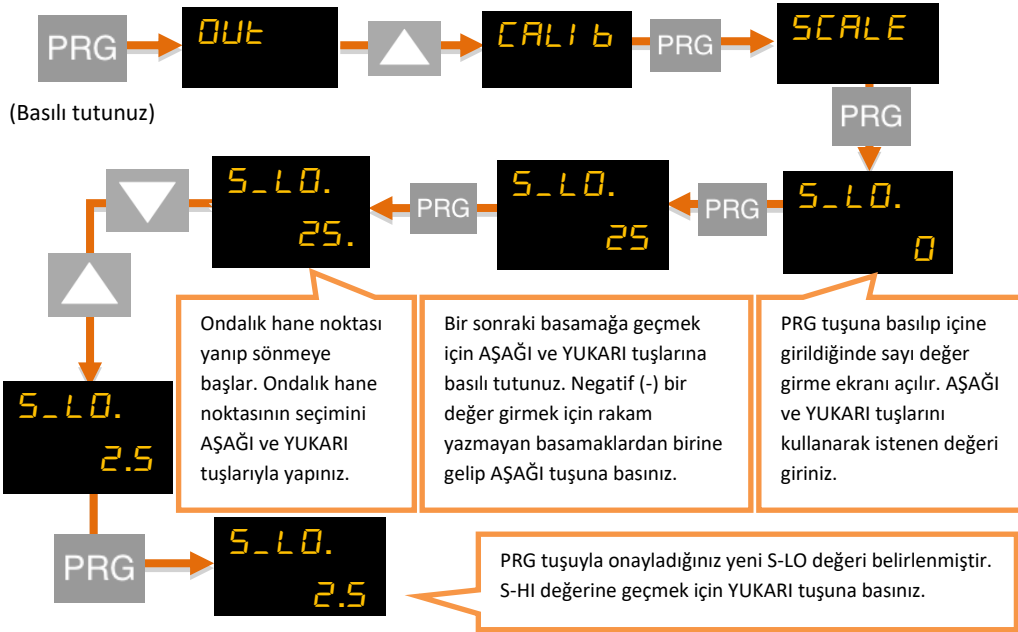 PRG
OUt
CALI b
PRG
SCALE
(Basılı tutunuz)
PRG
S_LO.
0
PRG
S_LO.
25
PRG
S_LO.
25.
PRG tuşuna basılıp içine
girildiğinde sayı değer
girme ekranı açılır. AŞAĞI
ve YUKARI tuşlarını
kullanarak istenen değeri
giriniz.
Bir sonraki basamağa geçmek
için AŞAĞI ve YUKARI tuşlarına
basılı tutunuz. Negatif (-) bir
değer girmek için rakam
yazmayan basamaklardan birine
gelip AŞAĞI tuşuna basınız.
Ondalık hane noktası
yanıp sönmeye
başlar. Ondalık hane
noktasının seçimini
AŞAĞI ve YUKARI
tuşlarıyla yapınız.
S_LO.
2.5
PRG
S_LO.
2.5
PRG tuşuyla onayladığınız yeni S-LO değeri belirlenmiştir.
S-HI değerine geçmek için YUKARI tuşuna basınız.